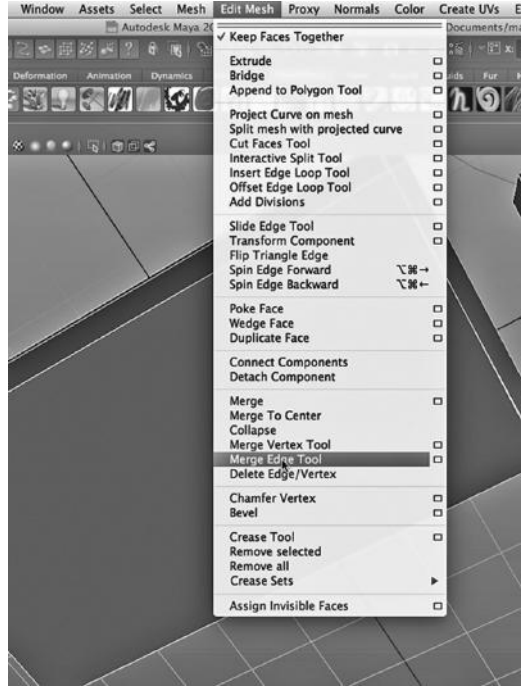 Window Assets Select Mesh Edit Mesh Proxy Normals Color Create UVs
Autodesk Maya
Documents/ma
Deformation Animation Dynamics
Fur
✓ Keep Faces Together
Extrude
Bridge
Append to Polygon Tool
Project Curve on mesh
Split mesh with projected curve
Cut Faces Tool
Interactive Split Tool
Insert Edge Loop Tool
Offset Edge Loop Tool
Add Divisions
Slide Edge Tool
Transform Component
Flip Triangle Edge
Spin Edge Forward ⌥⌘→
Spin Edge Backward ⌥⌘←
Poke Face
Wedge Face
Duplicate Face
Connect Components
Detach Component
Merge
Merge To Center
Collapse
Merge Vertex Tool
Merge Edge Tool
Delete Edge/Vertex
Chamfer Vertex
Bevel
Crease Tool
Remove selected
Remove all
Crease Sets
Assign Invisible Faces